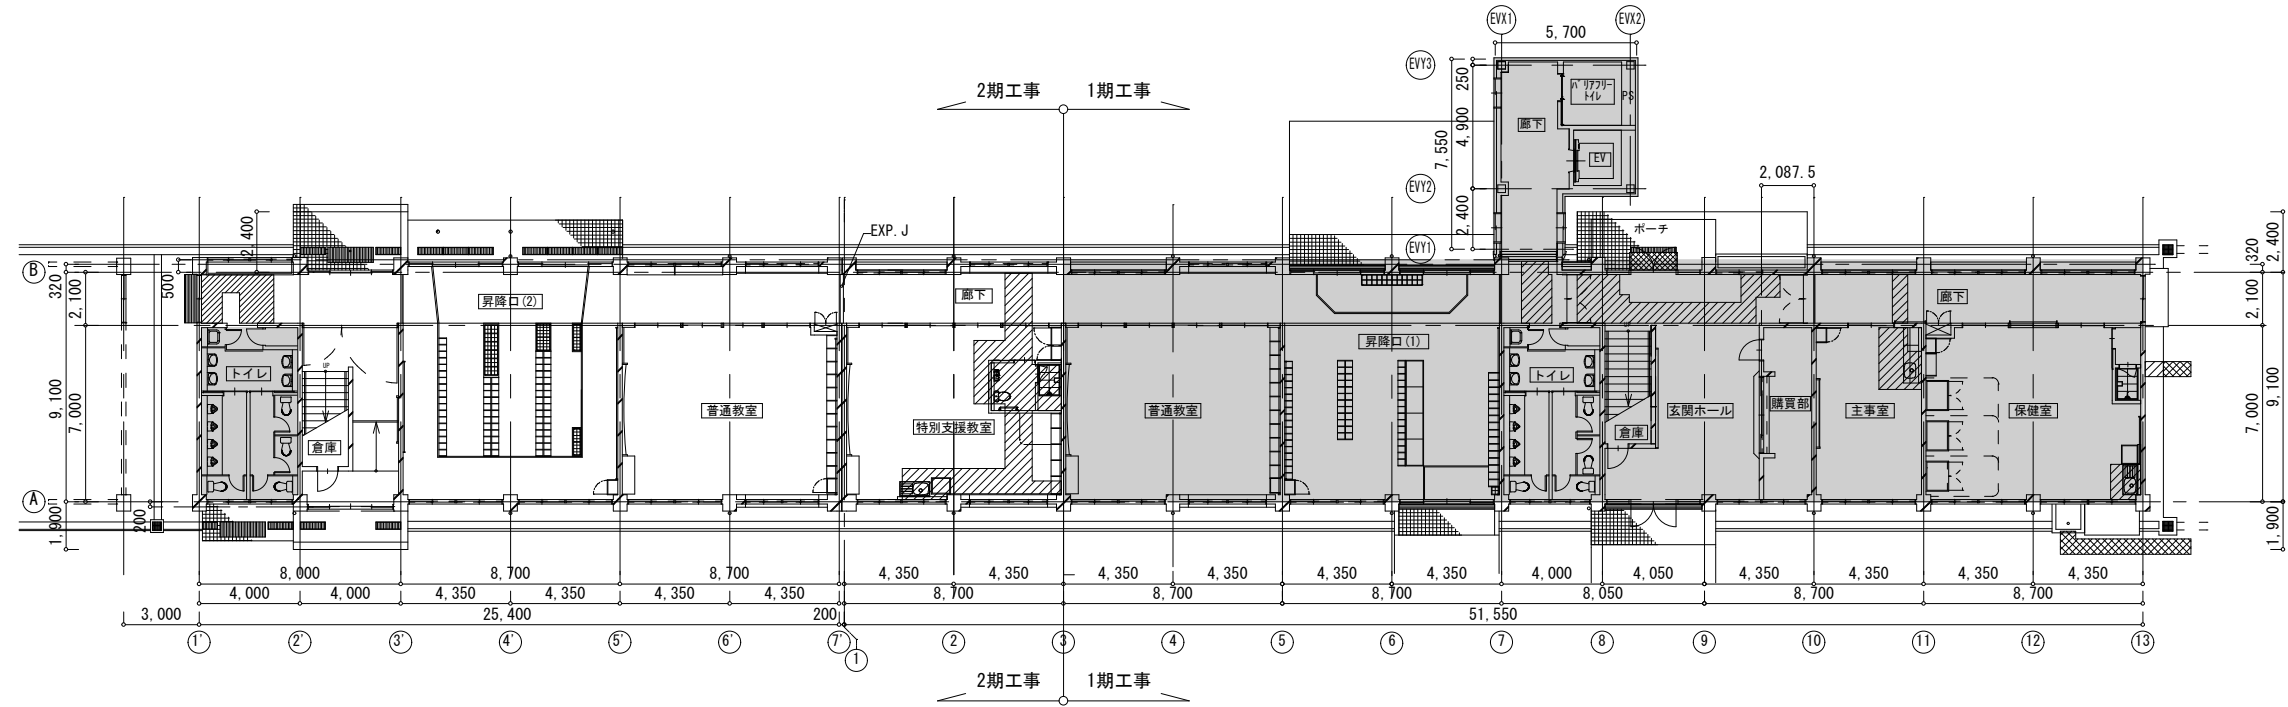 EVX1
EVX2
5,700
EVY3
250
2期工事
1期工事
バリアフリー
トイレ
PS
4,900
廊下
7,550
EV
2,087.5
EVY2
2,400
2,400
EXP.J
ポーチ
EVY1
320
2,400
B
320
500
2,100
昇降口(2)
廊下
廊下
2,100
昇降口(1)
UP
UP
トイレ
トイレ
9,100
7,000
普通教室
普通教室
玄関ホール
購買部
主事室
保健室
9,100
7,000
特別支援教室
倉庫
倉庫
A
1,900
200
1,900
8,000
8,700
8,700
4,350
4,350
4,350
4,350
4,350
4,350
4,000
4,050
4,350
4,350
4,350
4,350
4,000
4,000
4,350
4,350
4,350
4,350
8,700
8,700
8,700
8,050
8,700
8,700
3,000
25,400
200
51,550
1'
2'
3'
4'
5'
6'
7'
1
2
3
4
5
6
7
8
9
10
11
12
13
2期工事
1期工事